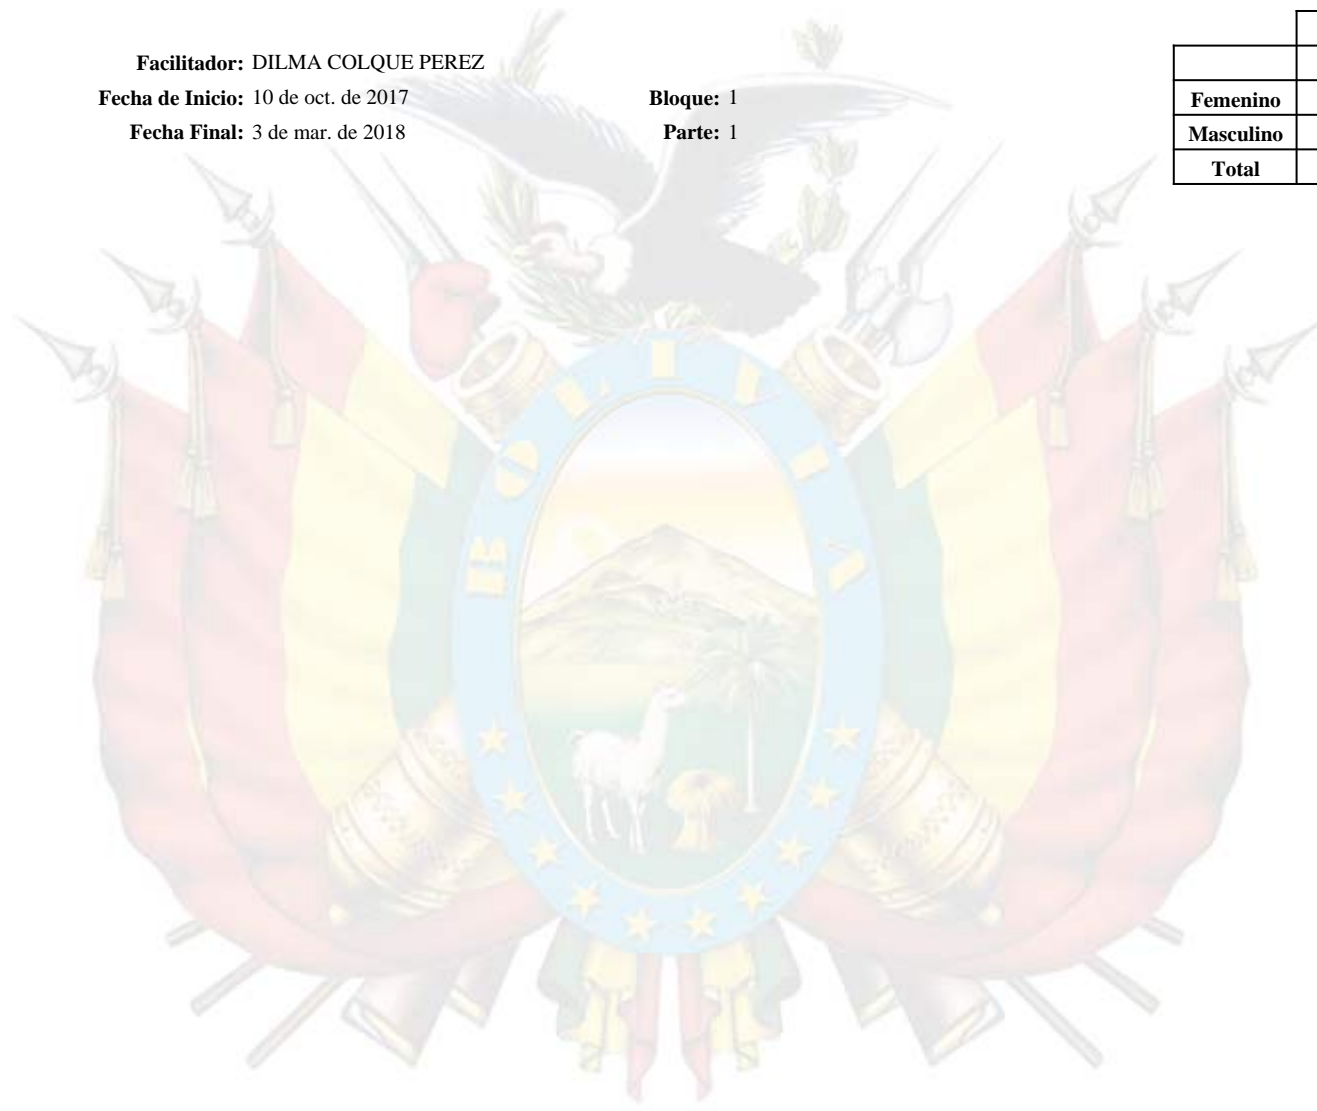 Facilitador: DILMA COLQUE PEREZ
Fecha de Inicio: 10 de oct. de 2017 Bloque: 1
Fecha Final: 3 de mar. de 2018 Parte: 1
Femenino
Masculino
Total
BOLIVIA